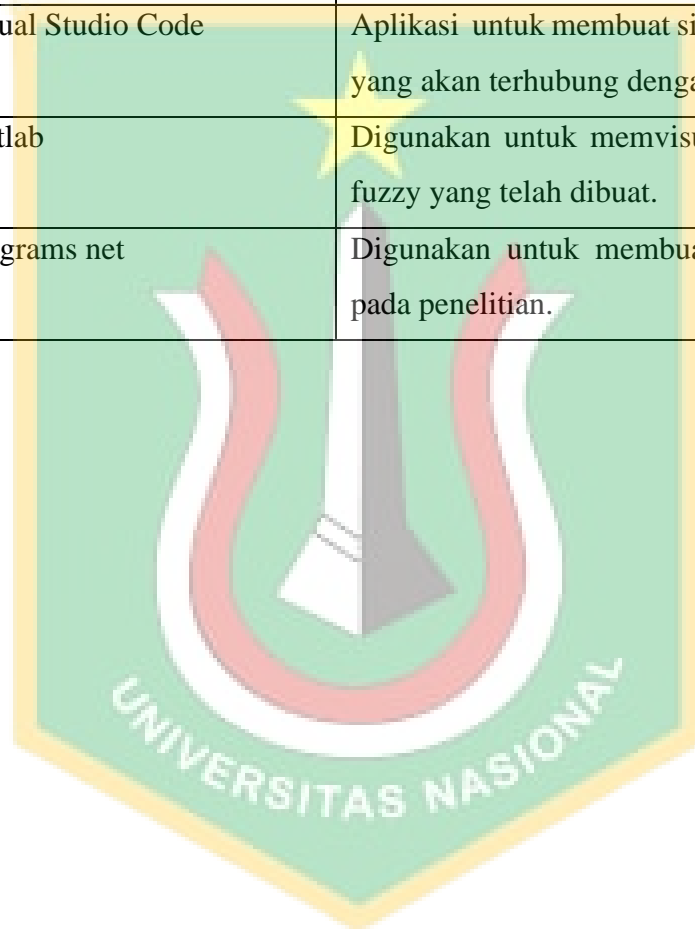 ual Studio Code
Aplikasi untuk membuat si
yang akan terhubung denga
tlab
Digunakan untuk memvisu
fuzzy yang telah dibuat.
grams net
Digunakan untuk membua
pada penelitian.
UNIVERSITAS NASIONAL